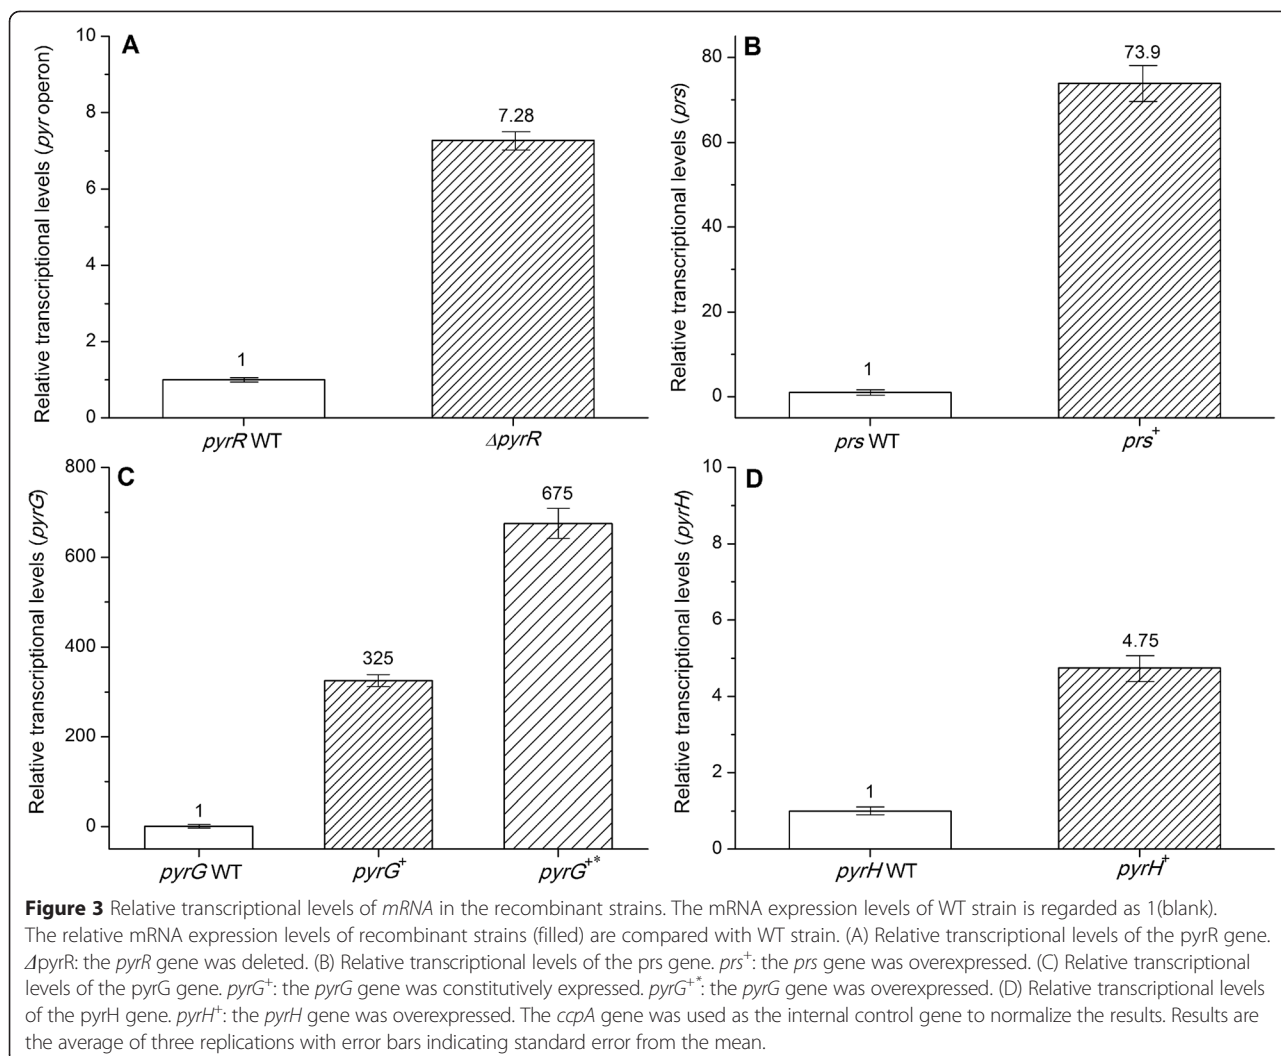 A
Relative transcriptional levels (pyr operon)
10
8
6
4
2
0
1
7.28
pyrR WT
ΔpyrR
B
Relative transcriptional levels (prs)
80
60
40
20
0
1
73.9
prs WT
prs+
C
Relative transcriptional levels (pyrG)
800
600
400
200
0
1
325
675
pyrG WT
pyrG+
pyrG+*
D
Relative transcriptional levels (pyrH)
10
8
6
4
2
0
1
4.75
pyrH WT
pyrH+
Figure 3 Relative transcriptional levels of mRNA in the recombinant strains. The mRNA expression levels of WT strain is regarded as 1(blank).
The relative mRNA expression levels of recombinant strains (filled) are compared with WT strain. (A) Relative transcriptional levels of the pyrR gene.
ΔpyrR: the pyrR gene was deleted. (B) Relative transcriptional levels of the prs gene. prs+: the prs gene was overexpressed. (C) Relative transcriptional
levels of the pyrG gene. pyrG+: the pyrG gene was constitutively expressed. pyrG+*: the pyrG gene was overexpressed. (D) Relative transcriptional levels
of the pyrH gene. pyrH+: the pyrH gene was overexpressed. The ccpA gene was used as the internal control gene to normalize the results. Results are
the average of three replications with error bars indicating standard error from the mean.